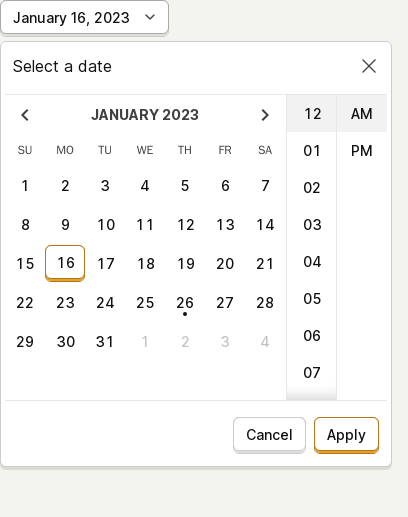 January 16, 2023
Select a date
JANUARY 2023
SU MO TU WE TH FR SA
1 2 3 4 5 6 7
8 9 10 11 12 13 14
15 16 17 18 19 20 21
22 23 24 25 26 27 28
29 30 31 1 2 3 4
12 AM
01 PM
02
03
04
05
06
07
Cancel Apply